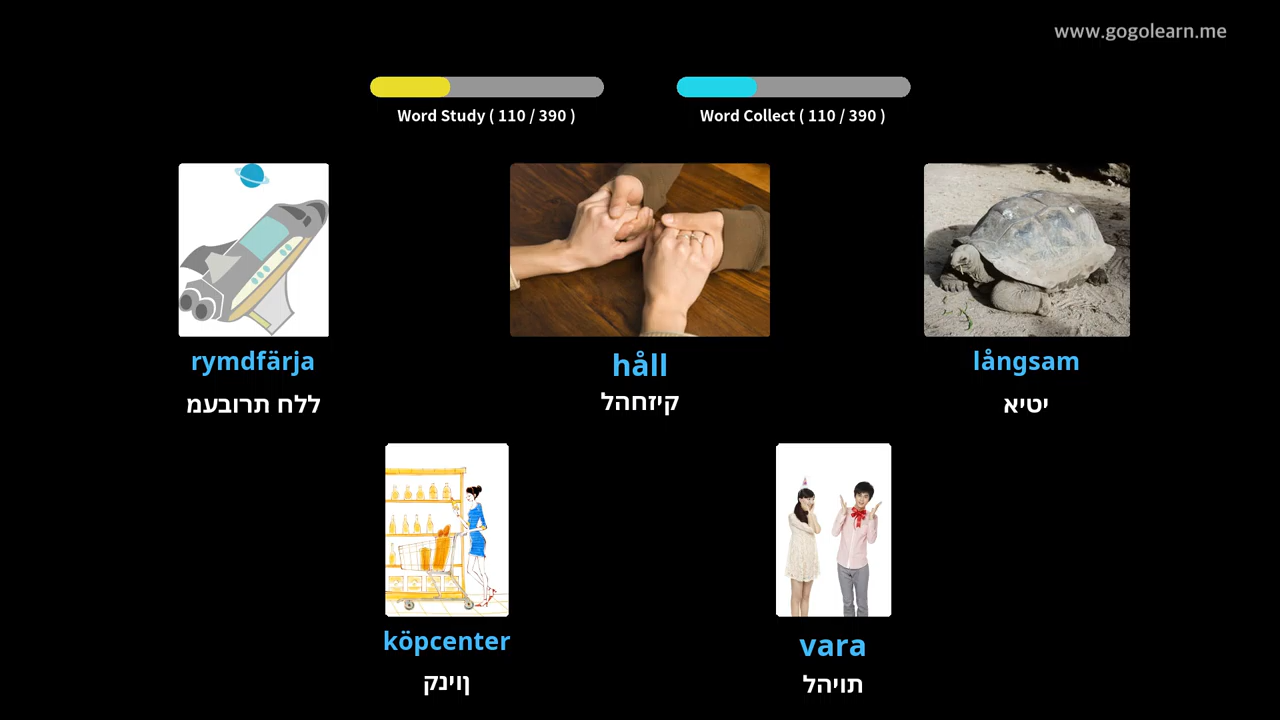 www.gogolearn.me
Word Study ( 110 / 390 )
Word Collect ( 110 / 390 )
rymdfärja
מעבורת חלל
håll
להחזיק
långsam
איטי
köpcenter
קניון
vara
להיות